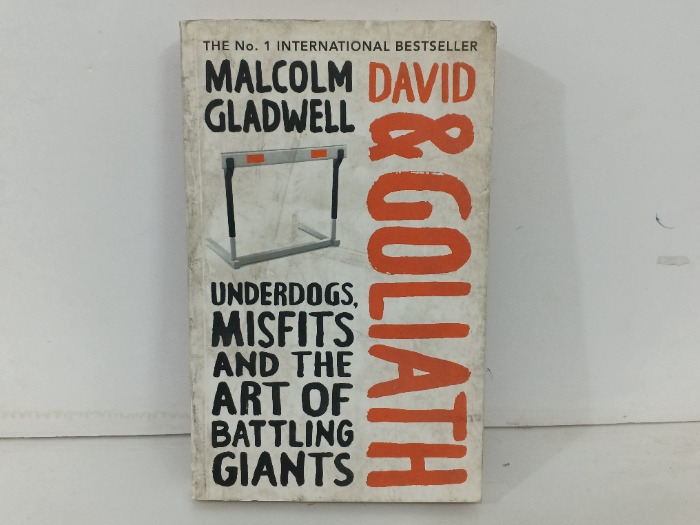 THE No. 1 INTERNATIONAL BESTSELLER
MALCOLM
GLADWELL
DAVID
& GOLIATH
UNDERDOGS,
MISFITS
AND THE
ART OF
BATTLING
GIANTS